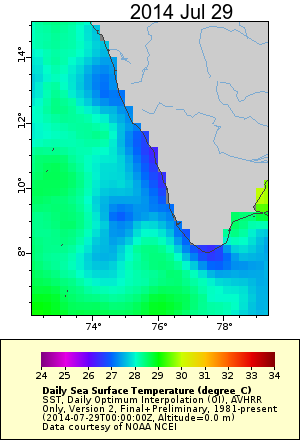 2014 Jul 29
14°
12°
10°
8°
74° 76° 78°
24 25 26 27 28 29 30 31 32 33 34
Daily Sea Surface Temperature (degree_C)
SST, Daily Optimum Interpolation (OI), AVHRR
Only, Version 2, Final+Preliminary, 1981-present
(2014-07-29T00:00:00Z, Altitude=0.0 m)
Data courtesy of NOAA NCEI